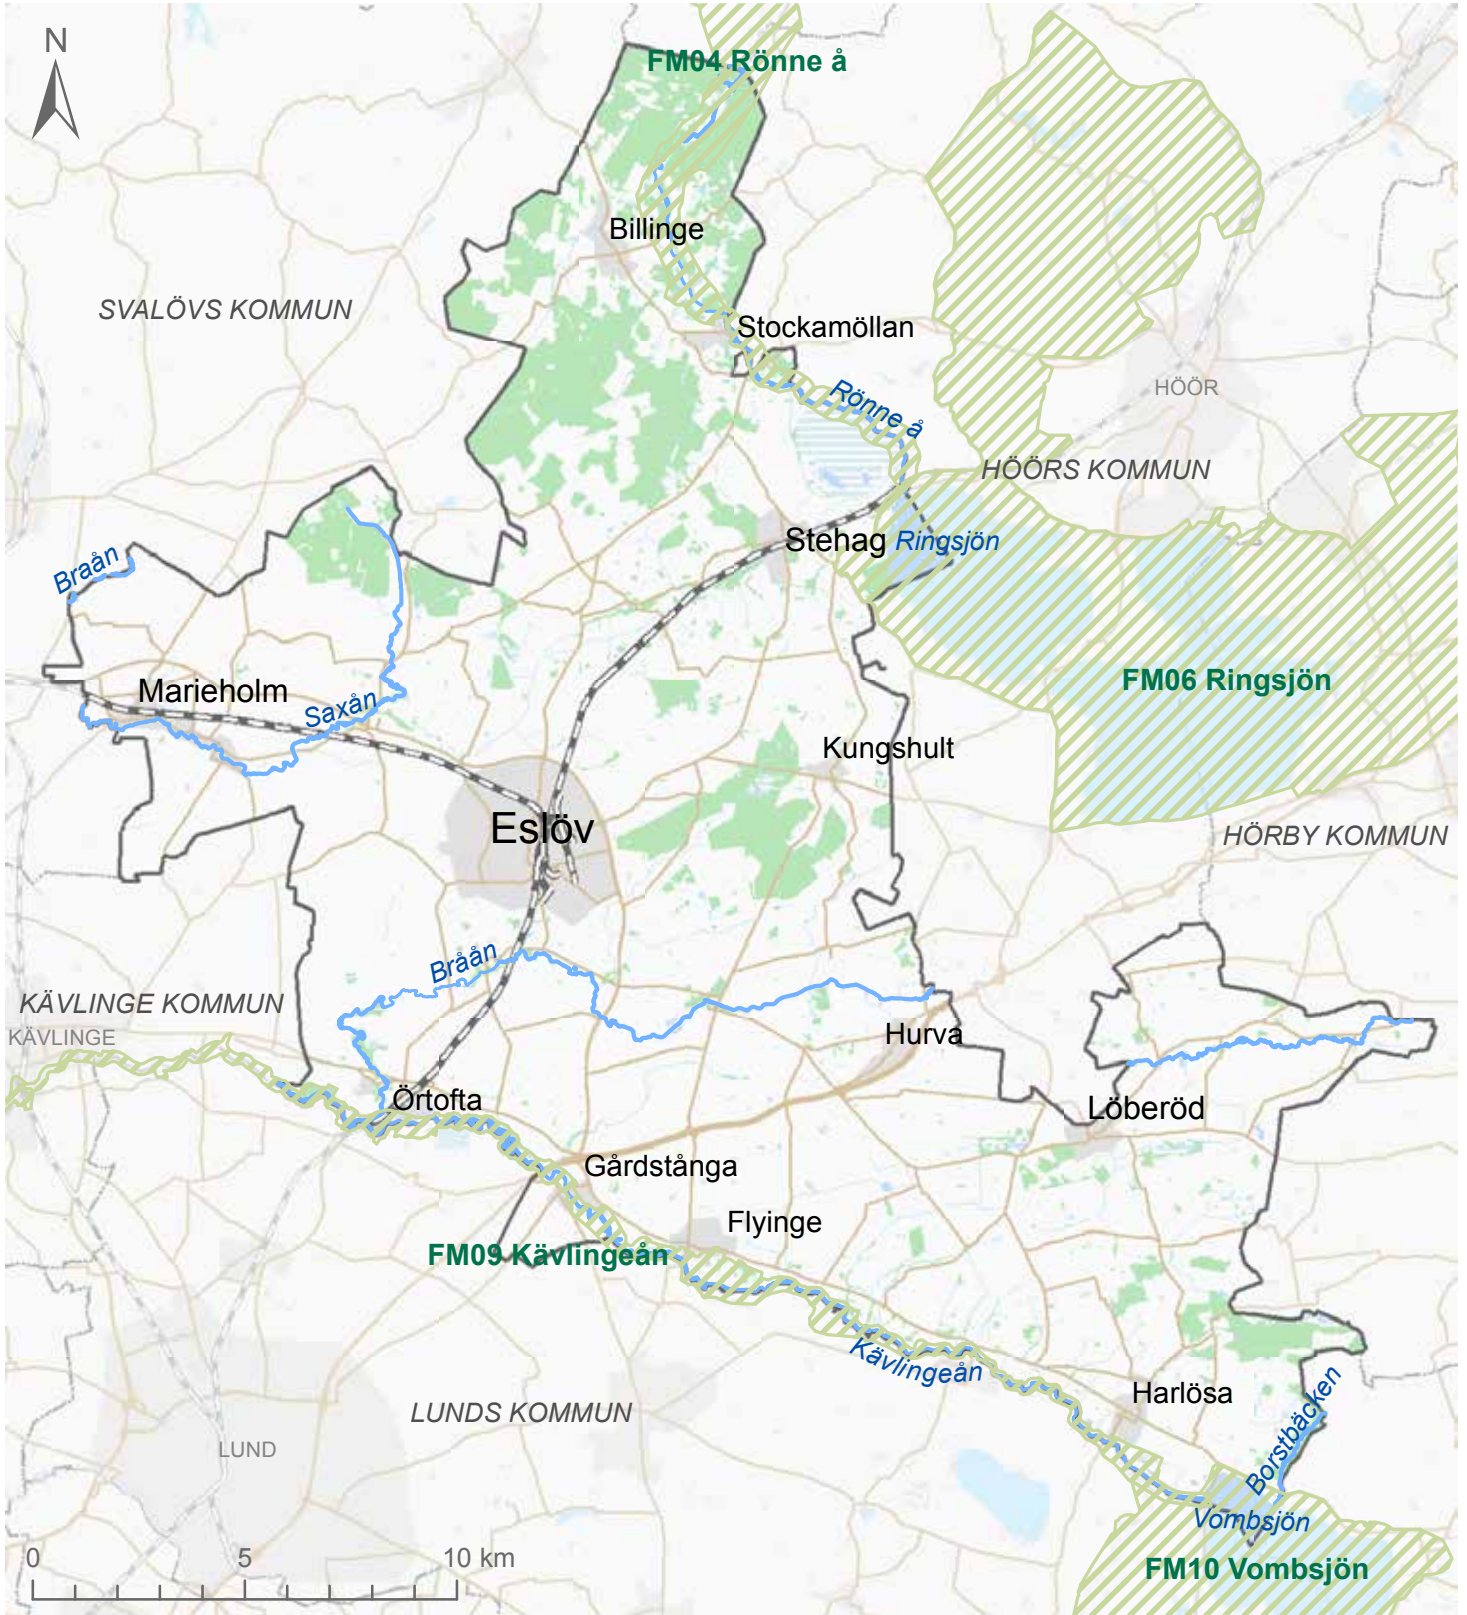 N
FM04 Rönne å
Billinge
SVALÖVS KOMMUN
Stockamöllan
HÖÖR
Rönne å
HÖÖRS KOMMUN
Stehag
Ringsjön
Braån
FM06 Ringsjön
Marieholm
Saxån
Kungshult
Eslöv
HÖRBY KOMMUN
Bråån
KÄVLINGE KOMMUN
KÄVLINGE
Hurva
Örtofta
Löberöd
Gårdstånga
Flyinge
FM09 Kävlingeån
Kävlingeån
Harlösa
LUNDS KOMMUN
LUND
Borstbäcken
Vombsjön
0 5 10 km
FM10 Vombsjön